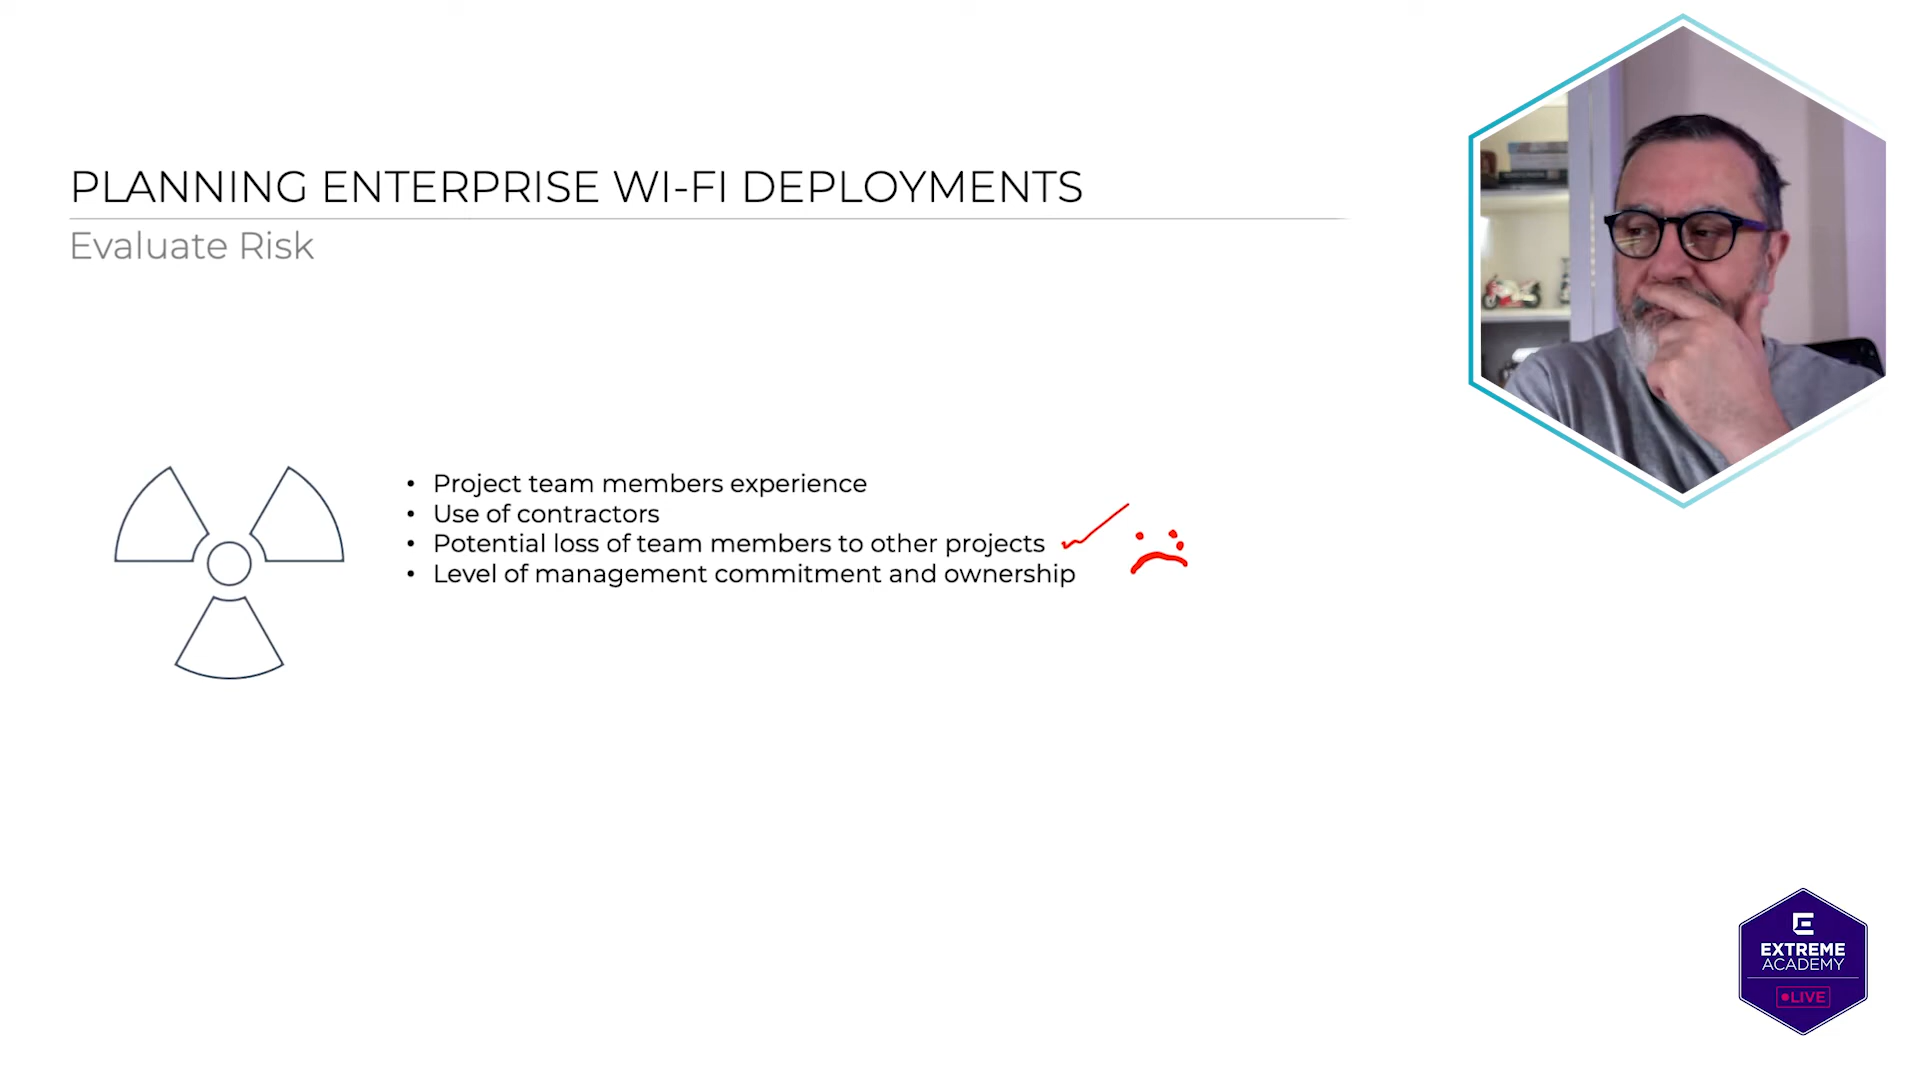 PLANNING ENTERPRISE WI-FI DEPLOYMENTS
Evaluate Risk
• Project team members experience
• Use of contractors
• Potential loss of team members to other projects
• Level of management commitment and ownership
EXTREME
ACADEMY
LIVE